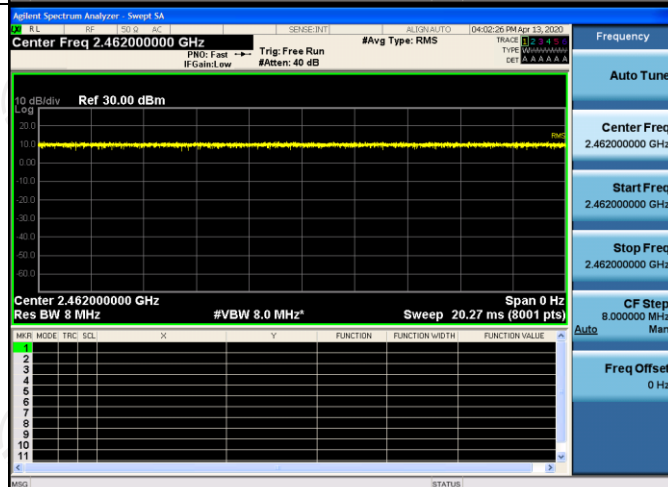 Agilent Spectrum Analyzer - Swept SA
RL RF 50 Ω AC SENSE:INT ALIGNAUTO 04:02:26 PM Apr 13, 2020
Center Freq 2.462000000 GHz #Avg Type: RMS TRACE 1 2 3 4 5 6
PNO: Fast Trig: Free Run TYPE
IFGain:Low #Atten: 40 dB DET A A A A A A
10 dB/div Ref 30.00 dBm
Log
20.0
10.0 RMS
0.00
-10.0
-20.0
-30.0
-40.0
-50.0
-60.0
Center 2.462000000 GHz Span 0 Hz
Res BW 8 MHz #VBW 8.0 MHz* Sweep 20.27 ms (8001 pts)
MKR MODE TRC SCL X Y FUNCTION FUNCTION WIDTH FUNCTION VALUE
1
2
3
4
5
6
7
8
9
10
11
MSG STATUS
Frequency
Auto Tune
Center Freq
2.462000000 GHz
Start Freq
2.462000000 GHz
Stop Freq
2.462000000 GHz
CF Step
8.000000 MHz
Auto Man
Freq Offset
0 Hz